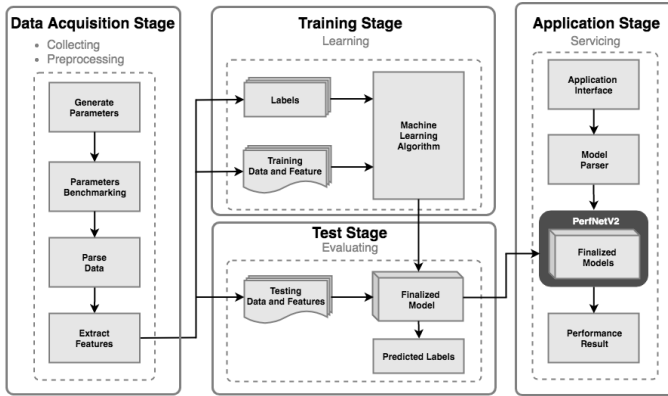 Data Acquisition Stage
• Collecting
• Preprocessing
Generate
Parameters
Parameters
Benchmarking
Parse
Data
Extract
Features
Training Stage
Learning
Labels
Training
Data and Feature
Machine
Learning
Algorithm
Test Stage
Evaluating
Testing
Data and Features
Finalized
Model
Predicted Labels
Application Stage
Servicing
Application
Interface
Model
Parser
PerfNetV2
Finalized
Models
Performance
Result